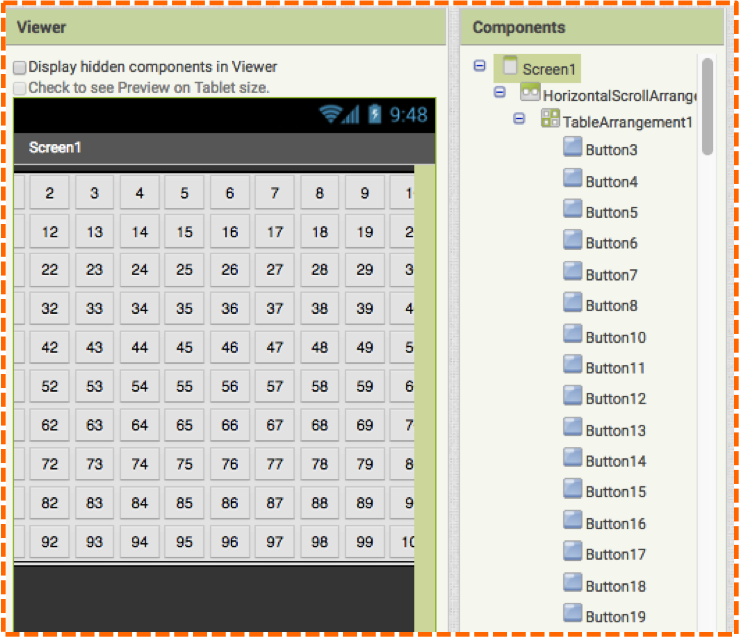 Viewer
Display hidden components in Viewer
Check to see Preview on Tablet size.
9:48
Screen1
2 3 4 5 6 7 8 9 1
12 13 14 15 16 17 18 19 2
22 23 24 25 26 27 28 29 3
32 33 34 35 36 37 38 39 4
42 43 44 45 46 47 48 49 5
52 53 54 55 56 57 58 59 6
62 63 64 65 66 67 68 69 7
72 73 74 75 76 77 78 79 8
82 83 84 85 86 87 88 89 9
92 93 94 95 96 97 98 99 10
Components
Screen1
HorizontalScrollArrange
TableArrangement1
Button3
Button4
Button5
Button6
Button7
Button8
Button10
Button11
Button12
Button13
Button14
Button15
Button16
Button17
Button18
Button19